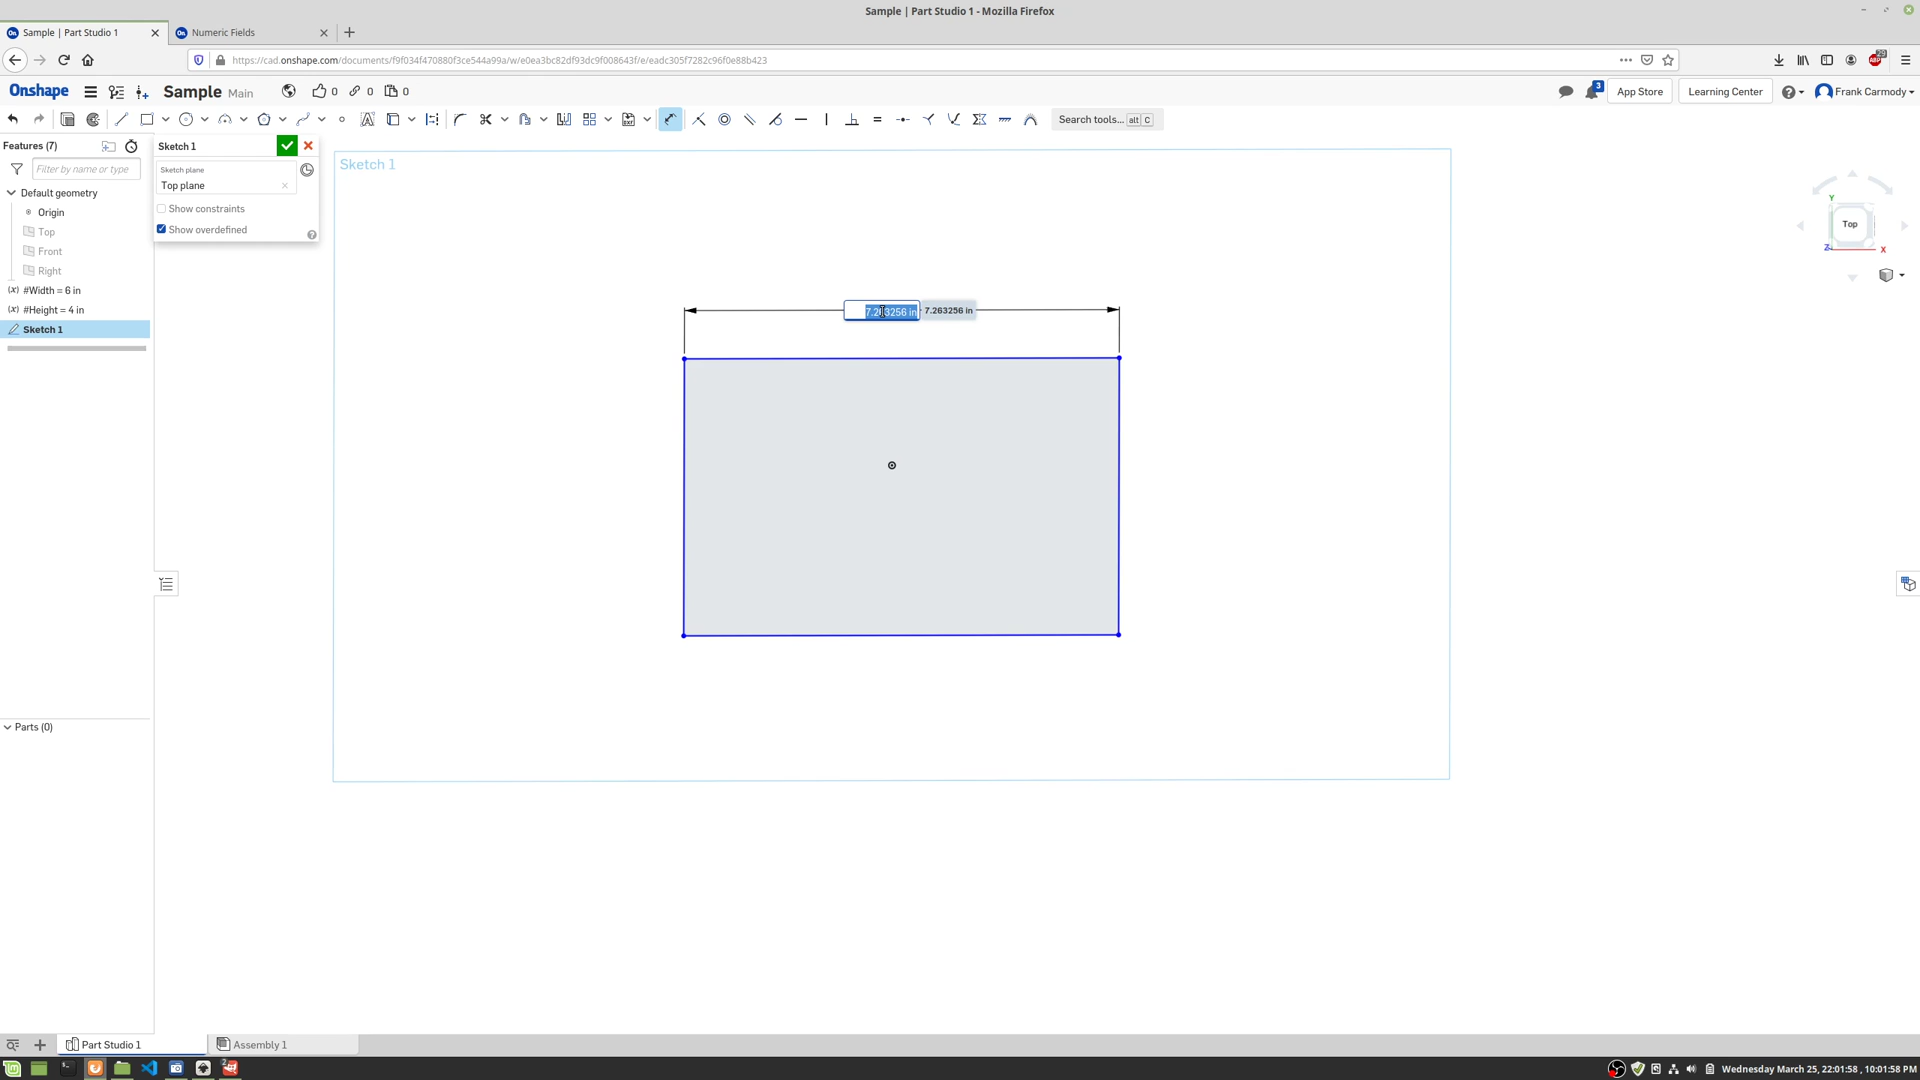 Sample | Part Studio 1 - Mozilla Firefox
Sample | Part Studio 1
Numeric Fields
https://cad.onshape.com/documents/f9f034f470880f3ce544a99a/w/e0ea3bc82df93dc9f008643f/e/eadc305f7282c96f0e88b423
Onshape
Sample Main
0
0
0
3
App Store
Learning Center
Frank Carmody
Search tools... alt C
Features (7)
Filter by name or type
Default geometry
Origin
Top
Front
Right
(x) #Width = 6 in
(x) #Height = 4 in
Sketch 1
Parts (0)
Sketch 1
Sketch plane
Top plane
Show constraints
Show overdefined
Sketch 1
7.263256 in
7.263256 in
Y
Top
Z
X
Part Studio 1
Assembly 1
Wednesday March 25, 22:01:58 , 10:01:58 PM